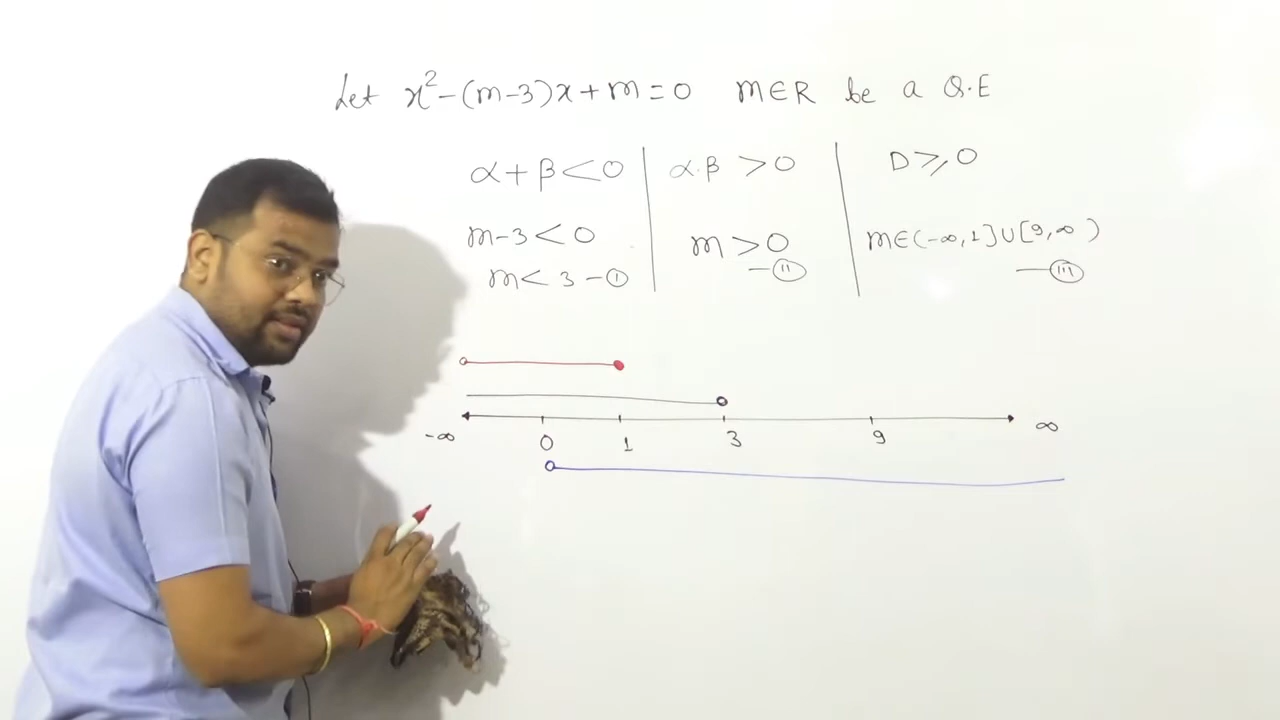 Let x²-(m-3)x+m=0 m∈R be a Q.E
α+β<0
α.β >0
D⩾0
m-3<0
m>0
m∈(-∞,1]∪[9,∞)
m<3-①
-Ⅱ
-Ⅲ
-∞ 0 1 3 9 ∞